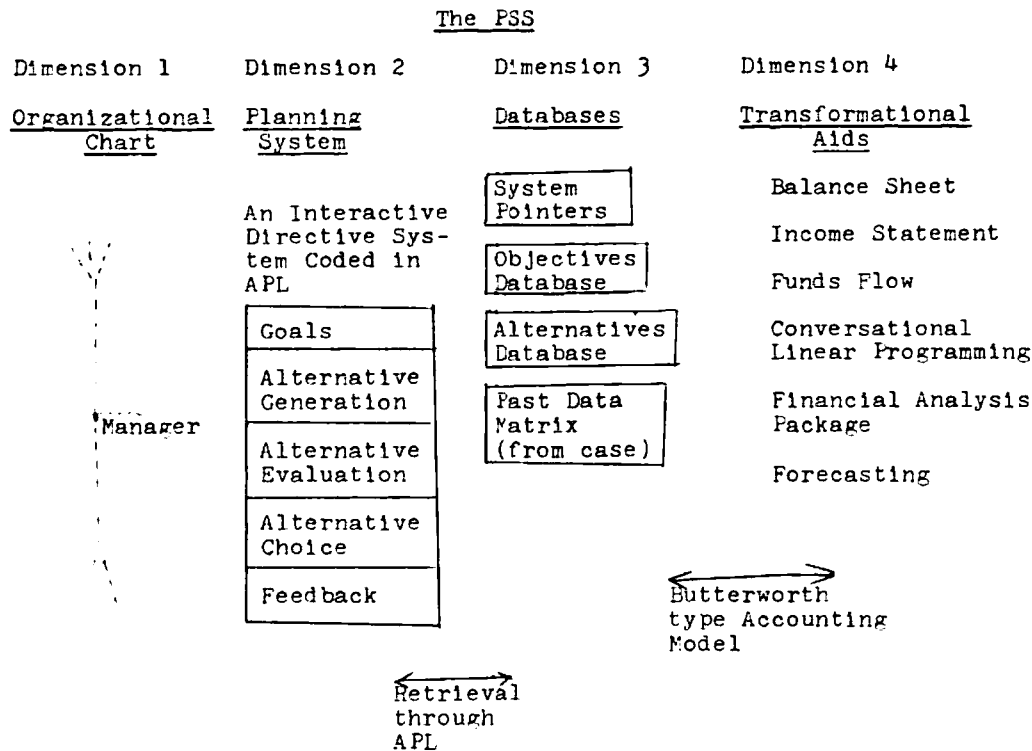 The PSS
Dimension 1
Dimension 2
Dimension 3
Dimension 4
Organizational
Chart
Planning
System
Databases
Transformational
Aids
Manager
An Interactive
Directive Sys-
tem Coded in
APL
Goals
Alternative
Generation
Alternative
Evaluation
Alternative
Choice
Feedback
System
Pointers
Objectives
Database
Alternatives
Database
Past Data
Matrix
(from case)
Balance Sheet
Income Statement
Funds Flow
Conversational
Linear Programming
Financial Analysis
Package
Forecasting
Butterworth
type Accounting
Model
Retrieval
through
APL